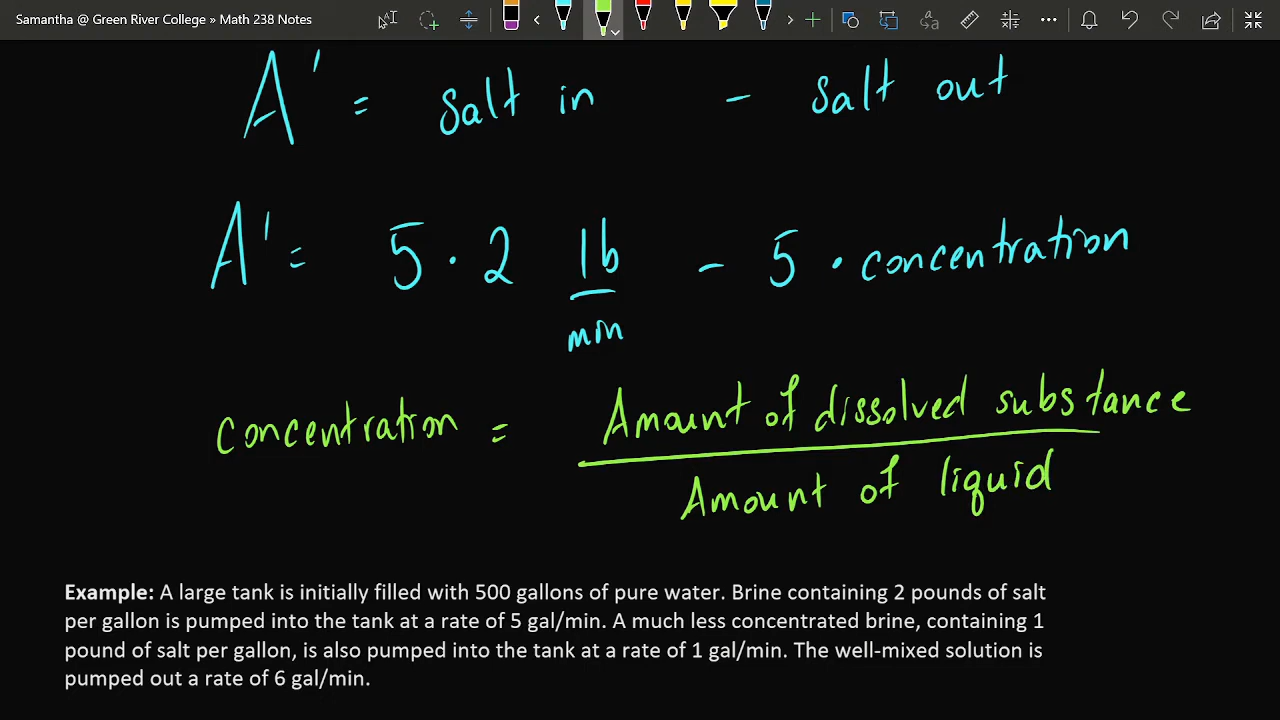 Samantha @ Green River College » Math 238 Notes
A' = salt in - salt out
A' = 5 · 2 lb/min - 5 · concentration
concentration = Amount of dissolved substance
Amount of liquid
Example: A large tank is initially filled with 500 gallons of pure water. Brine containing 2 pounds of salt
per gallon is pumped into the tank at a rate of 5 gal/min. A much less concentrated brine, containing 1
pound of salt per gallon, is also pumped into the tank at a rate of 1 gal/min. The well-mixed solution is
pumped out a rate of 6 gal/min.